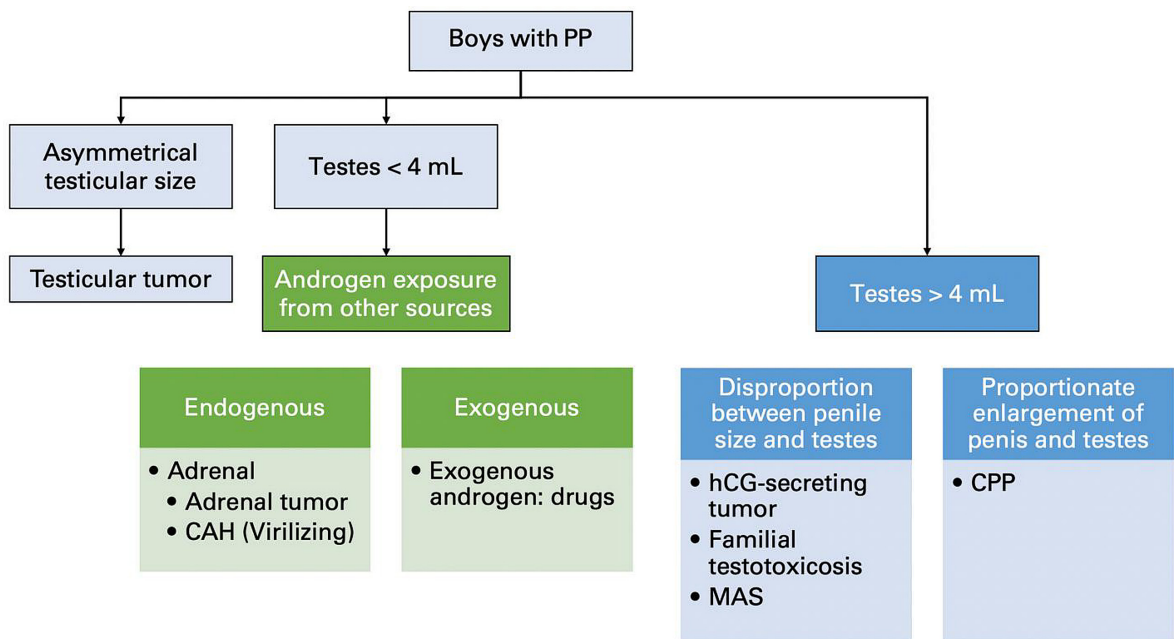 Boys with PP
Asymmetrical
testicular size
Testes < 4 mL
Testicular tumor
Androgen exposure
from other sources
Testes > 4 mL
Endogenous
• Adrenal
• Adrenal tumor
• CAH (Virilizing)
Exogenous
• Exogenous
androgen: drugs
Disproportion
between penile
size and testes
• hCG-secreting
tumor
• Familial
testotoxicosis
• MAS
Proportionate
enlargement of
penis and testes
• CPP